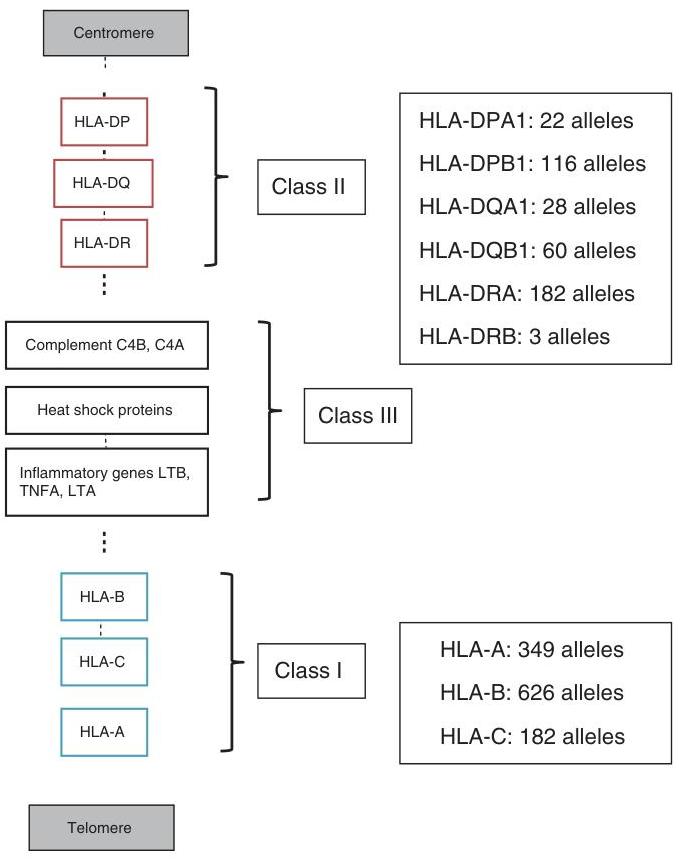 Centromere
HLA-DP
HLA-DQ
HLA-DR
Class II
HLA-DPA1: 22 alleles
HLA-DPB1: 116 alleles
HLA-DQA1: 28 alleles
HLA-DQB1: 60 alleles
HLA-DRA: 182 alleles
HLA-DRB: 3 alleles
Complement C4B, C4A
Heat shock proteins
Inflammatory genes LTB,
TNFA, LTA
Class III
HLA-B
HLA-C
HLA-A
Class I
HLA-A: 349 alleles
HLA-B: 626 alleles
HLA-C: 182 alleles
Telomere